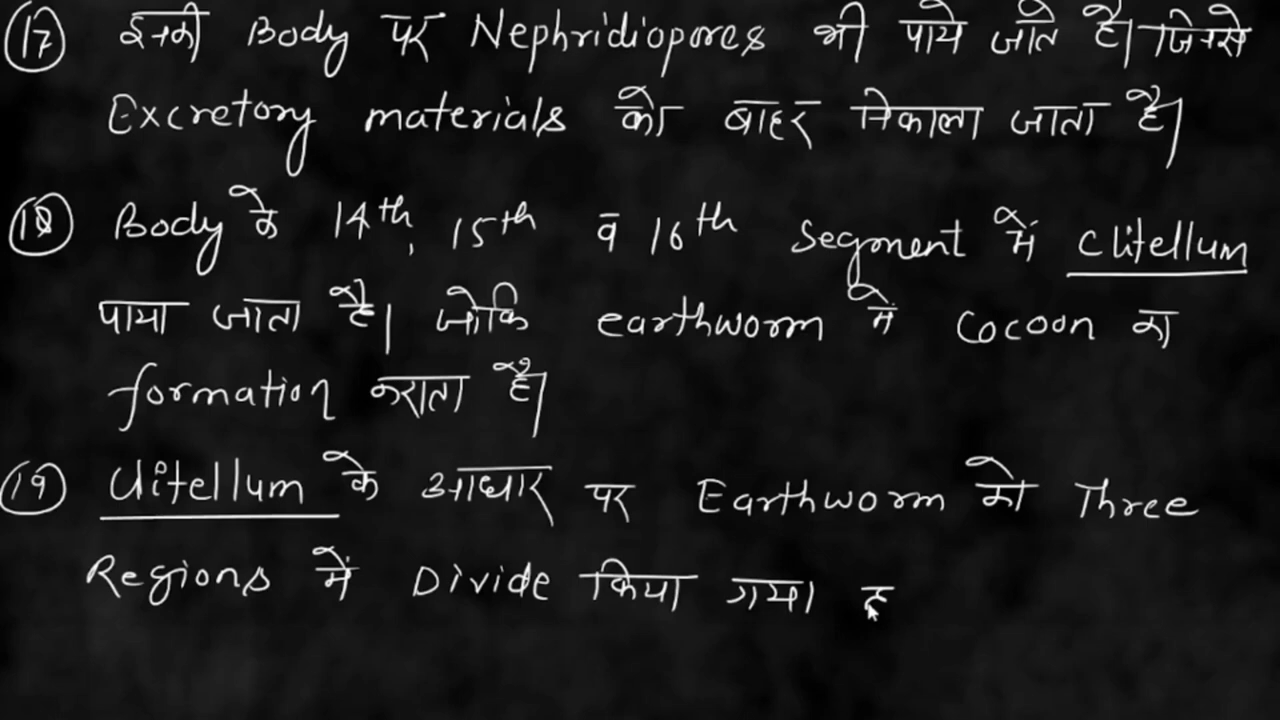 (17) इनकी Body पर Nephridiopores भी पाये जाते है। जिनसे
Excretory materials को बाहर निकाला जाता है।
(18) Body के 14th, 15th व 16th segment में Clitellum
पाया जाता है। जोकि earthworm में Cocoon का
formation कराता है।
(19) Clitellum के आधार पर Earthworm को Three
Regions में Divide किया गया ह